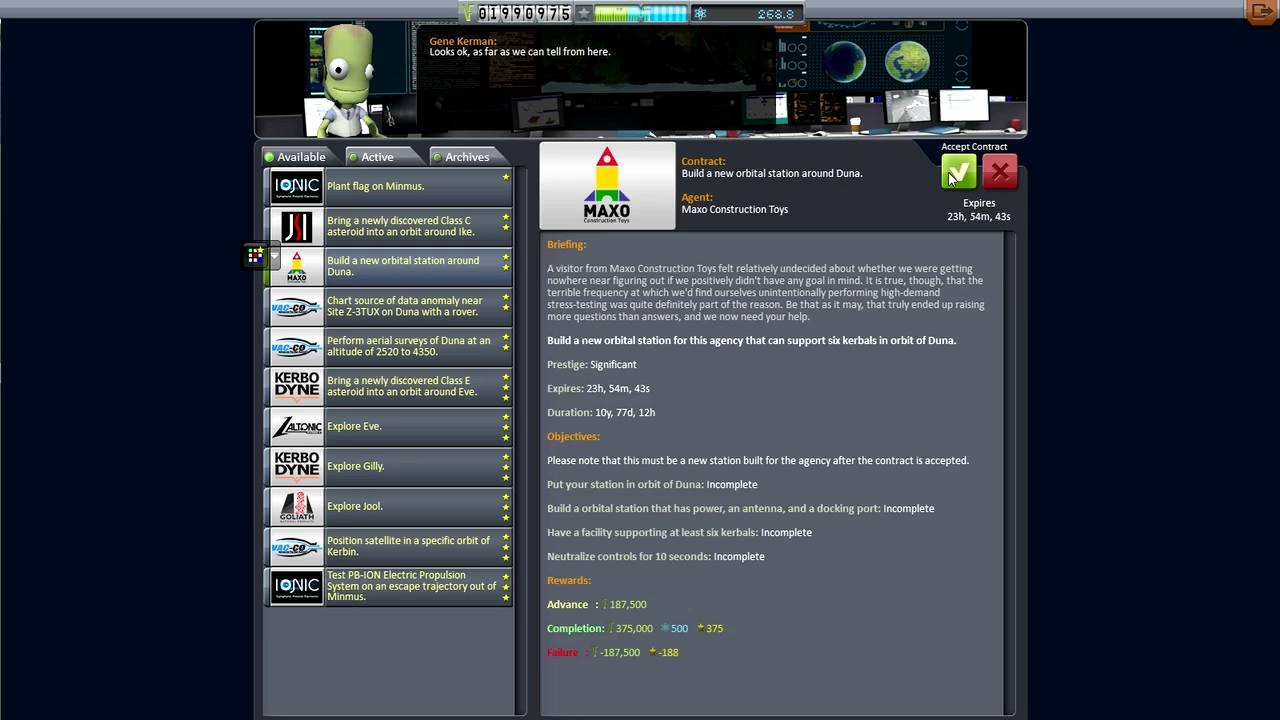 01990975
268.8
Gene Kerman:
Looks ok, as far as we can tell from here.
Available
Active
Archives
IONIC
Plant flag on Minmus.
JSI
Bring a newly discovered Class C
asteroid into an orbit around Ike.
MAXO
Build a new orbital station around
Duna.
VAC-CO
Chart source of data anomaly near
Site Z-3TUX on Duna with a rover.
VAC-CO
Perform aerial surveys of Duna at an
altitude of 2520 to 4350.
KERBO
DYNE
Bring a newly discovered Class E
asteroid into an orbit around Eve.
ZALTONIC
Explore Eve.
KERBO
DYNE
Explore Gilly.
GOLIATH
Explore Jool.
VAC-CO
Position satellite in a specific orbit of
Kerbin.
IONIC
Test PB-ION Electric Propulsion
System on an escape trajectory out of
Minmus.
MAXO
Construction Toys
Contract:
Build a new orbital station around Duna.
Agent:
Maxo Construction Toys
Accept Contract
Expires
23h, 54m, 43s
Briefing:
A visitor from Maxo Construction Toys felt relatively undecided about whether we were getting
nowhere near figuring out if we positively didn't have any goal in mind. It is true, though, that the
terrible frequency at which we'd find ourselves unintentionally performing high-demand
stress-testing was quite definitely part of the reason. Be that as it may, that truly ended up raising
more questions than answers, and we now need your help.
Build a new orbital station for this agency that can support six kerbals in orbit of Duna.
Prestige: Significant
Expires: 23h, 54m, 43s
Duration: 10y, 77d, 12h
Objectives:
Please note that this must be a new station built for the agency after the contract is accepted.
Put your station in orbit of Duna: Incomplete
Build a orbital station that has power, an antenna, and a docking port: Incomplete
Have a facility supporting at least six kerbals: Incomplete
Neutralize controls for 10 seconds: Incomplete
Rewards:
Advance : 187,500
Completion: 375,000 500 375
Failure : -187,500 -188